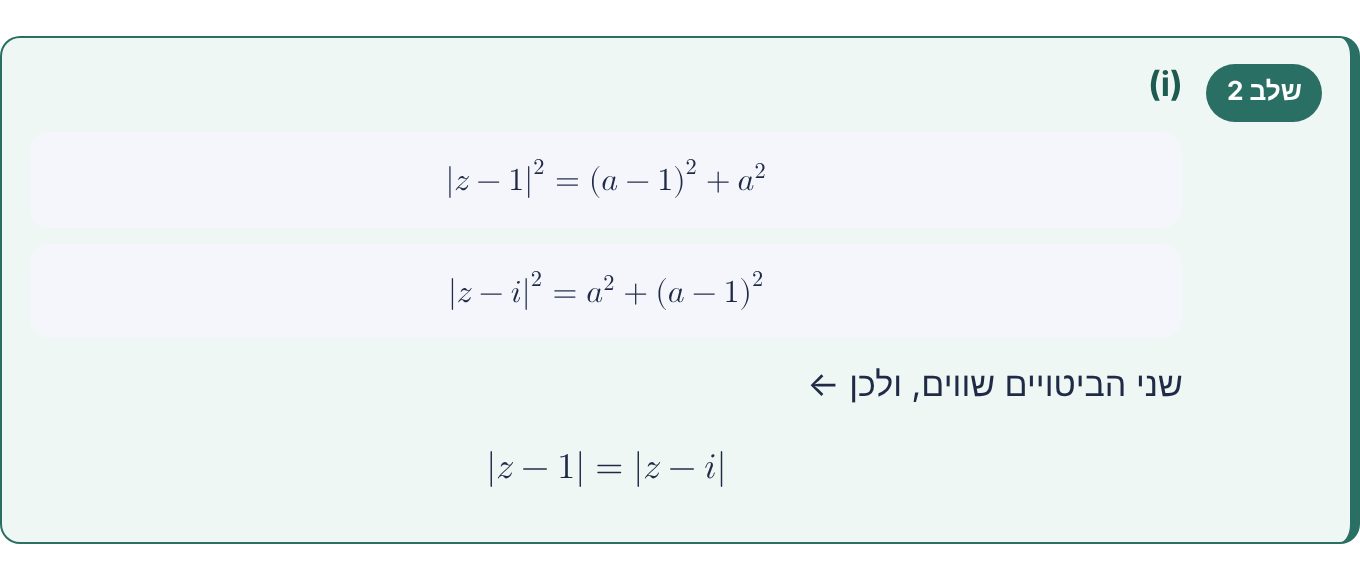 שלב 2 (i)
|z − 1|² = (a − 1)² + a²
|z − i|² = a² + (a − 1)²
שני הביטויים שווים, ולכן ←
|z − 1| = |z − i|